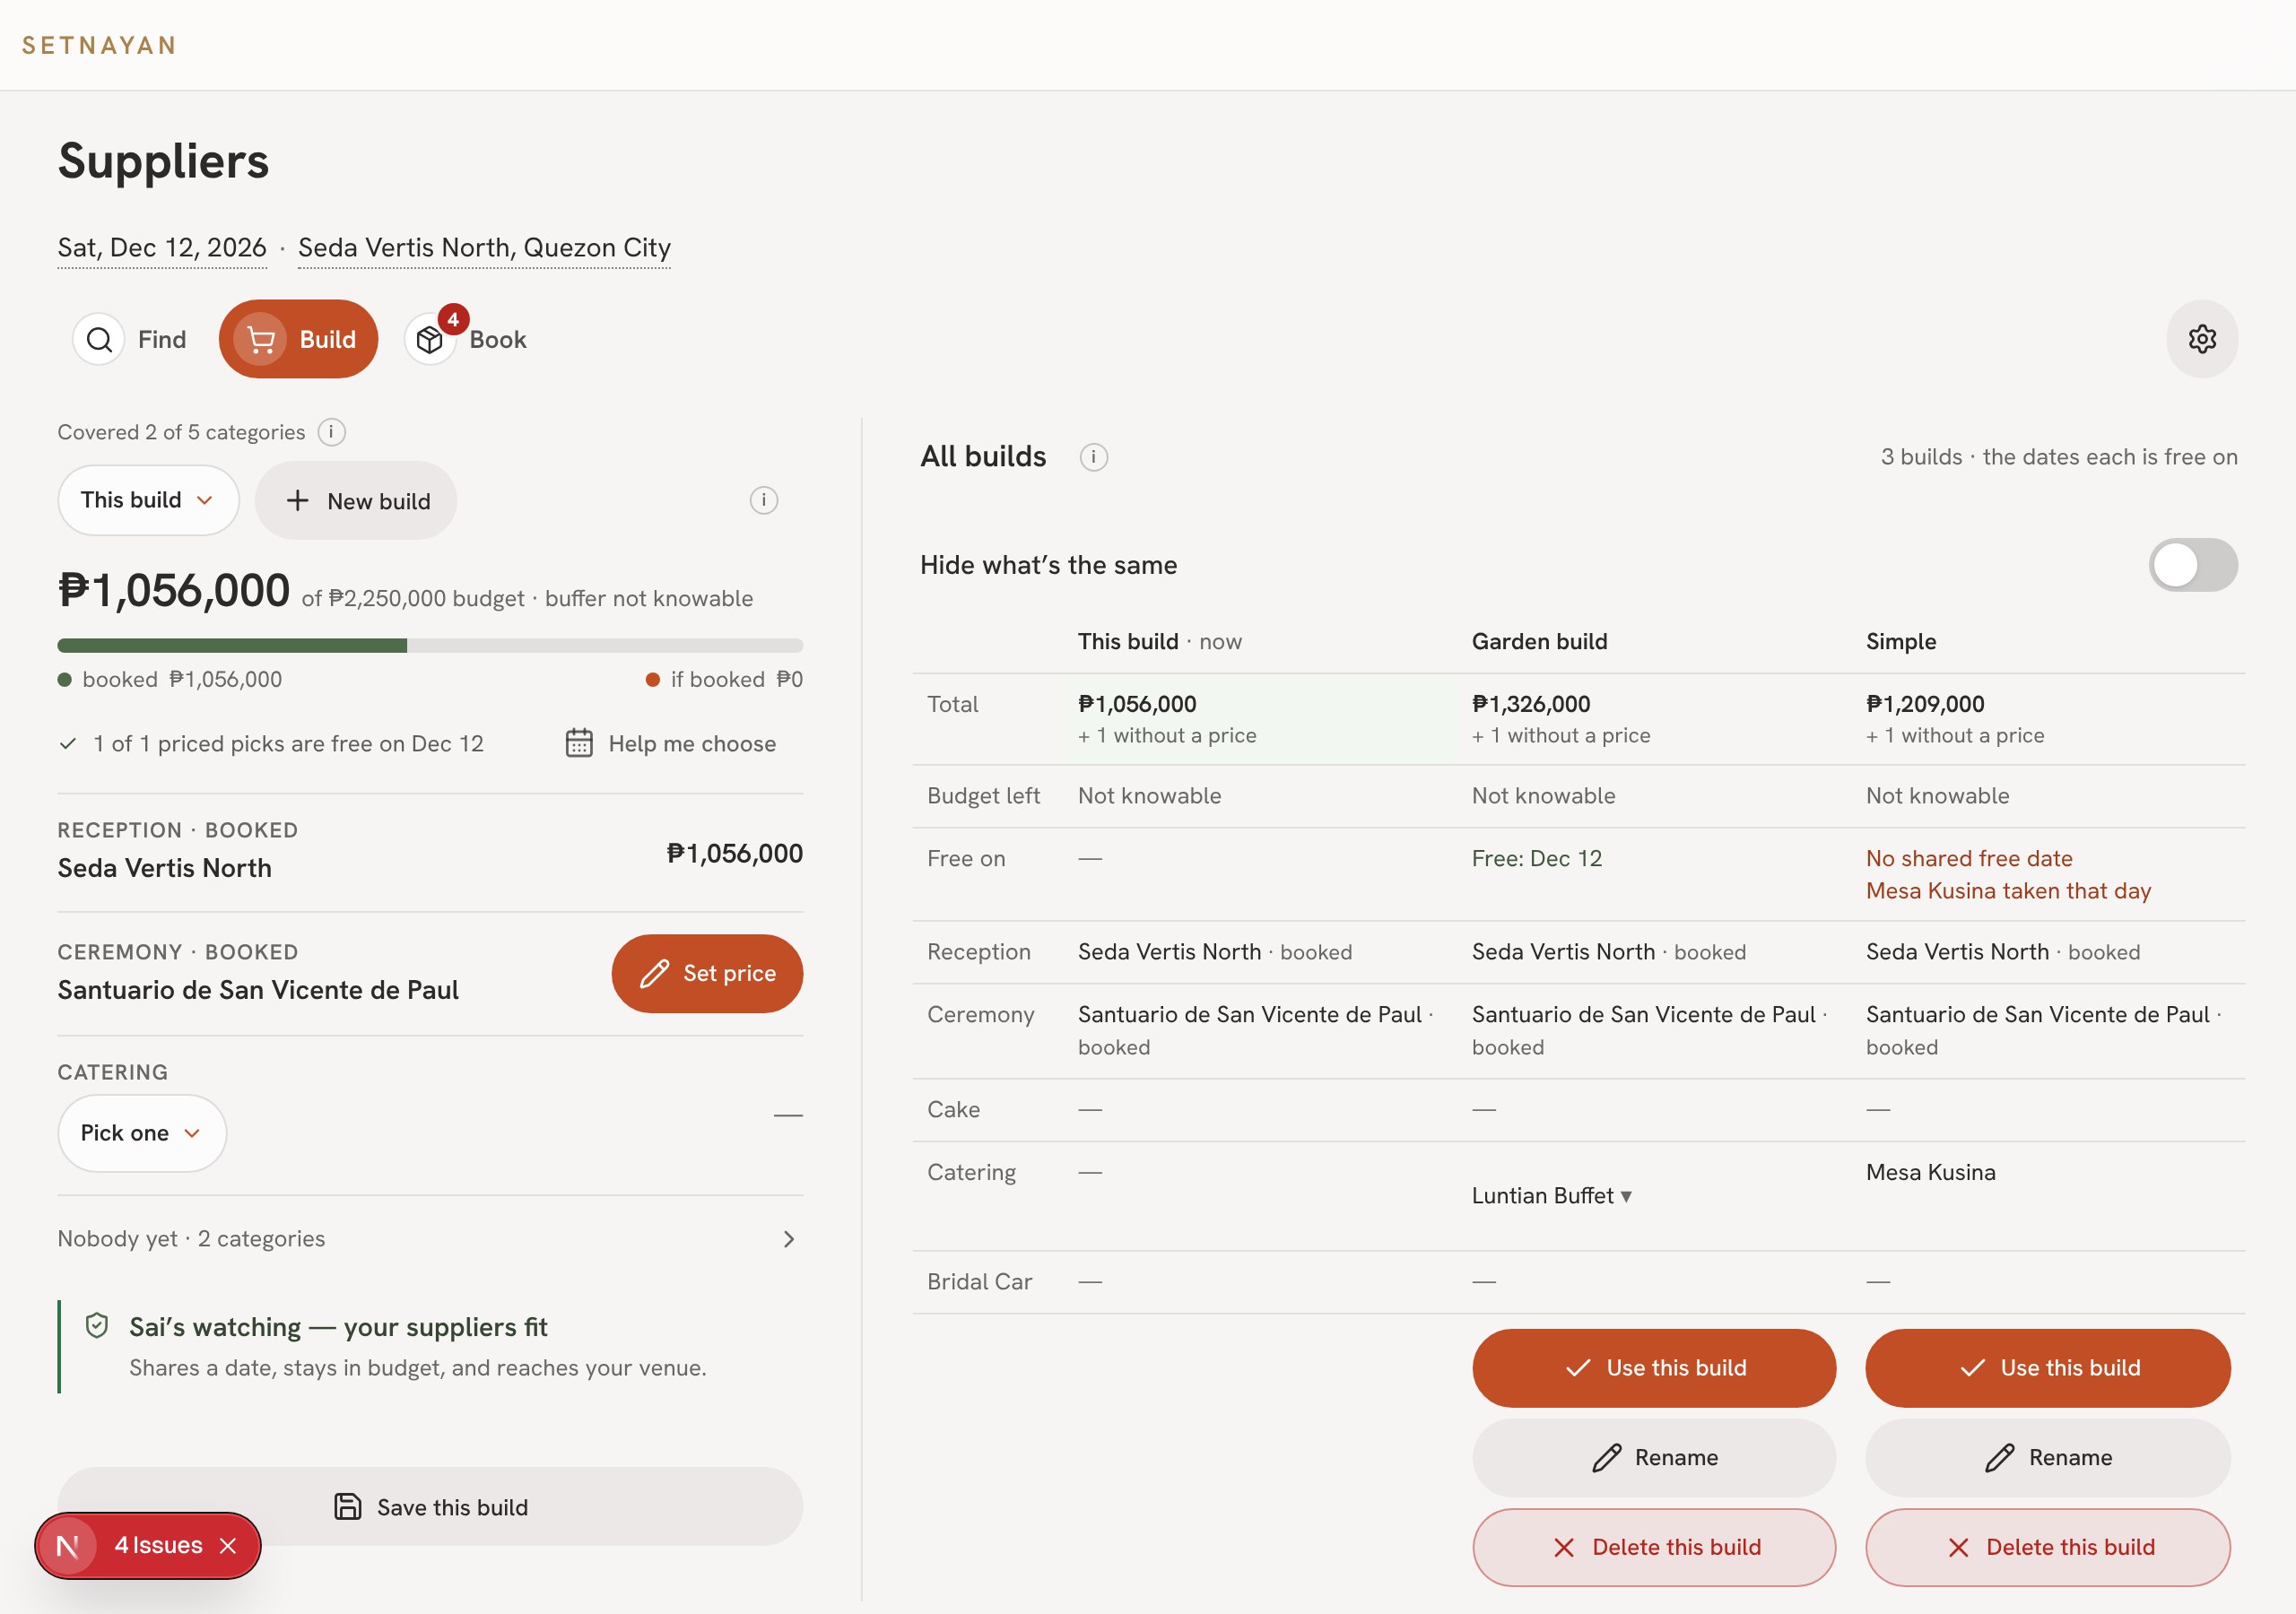 SETNAYAN
Suppliers
Sat, Dec 12, 2026 · Seda Vertis North, Quezon City
Find
Build
4
Book
Covered 2 of 5 categories i
This build
New build
i
₱1,056,000 of ₱2,250,000 budget · buffer not knowable
booked ₱1,056,000
if booked ₱0
1 of 1 priced picks are free on Dec 12
Help me choose
RECEPTION · BOOKED
Seda Vertis North
₱1,056,000
CEREMONY · BOOKED
Santuario de San Vicente de Paul
Set price
CATERING
Pick one
—
Nobody yet · 2 categories
Sai’s watching — your suppliers fit
Shares a date, stays in budget, and reaches your venue.
Save this build
N 4 Issues
All builds i
3 builds · the dates each is free on
Hide what’s the same
This build · now Garden build Simple
Total ₱1,056,000 ₱1,326,000 ₱1,209,000
+ 1 without a price + 1 without a price + 1 without a price
Budget left Not knowable Not knowable Not knowable
Free on — Free: Dec 12 No shared free date
Mesa Kusina taken that day
Reception Seda Vertis North · booked Seda Vertis North · booked Seda Vertis North · booked
Ceremony Santuario de San Vicente de Paul · Santuario de San Vicente de Paul · Santuario de San Vicente de Paul ·
booked booked booked
Cake — — —
Catering — Luntian Buffet ▾ Mesa Kusina
Bridal Car — — —
Use this build Use this build
Rename Rename
Delete this build Delete this build